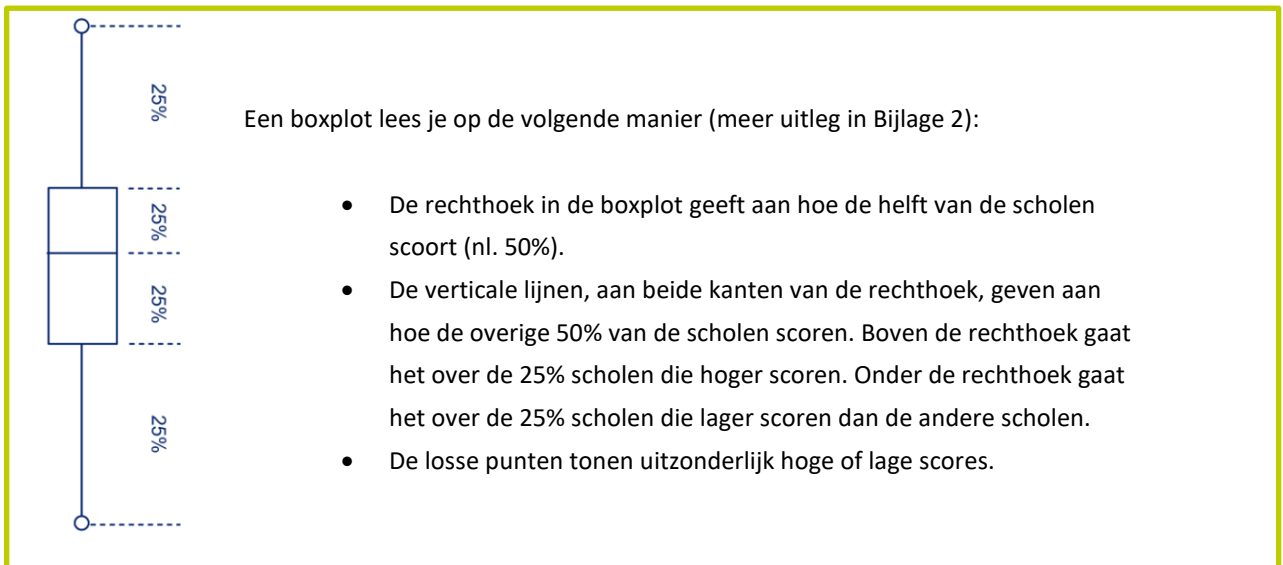 25%
Een boxplot lees je op de volgende manier (meer uitleg in Bijlage 2):
25%
• De rechthoek in de boxplot geeft aan hoe de helft van de scholen
scoort (nl. 50%).
25%
• De verticale lijnen, aan beide kanten van de rechthoek, geven aan
hoe de overige 50% van de scholen scoren. Boven de rechthoek gaat
het over de 25% scholen die hoger scoren. Onder de rechthoek gaat
het over de 25% scholen die lager scoren dan de andere scholen.
25%
• De losse punten tonen uitzonderlijk hoge of lage scores.